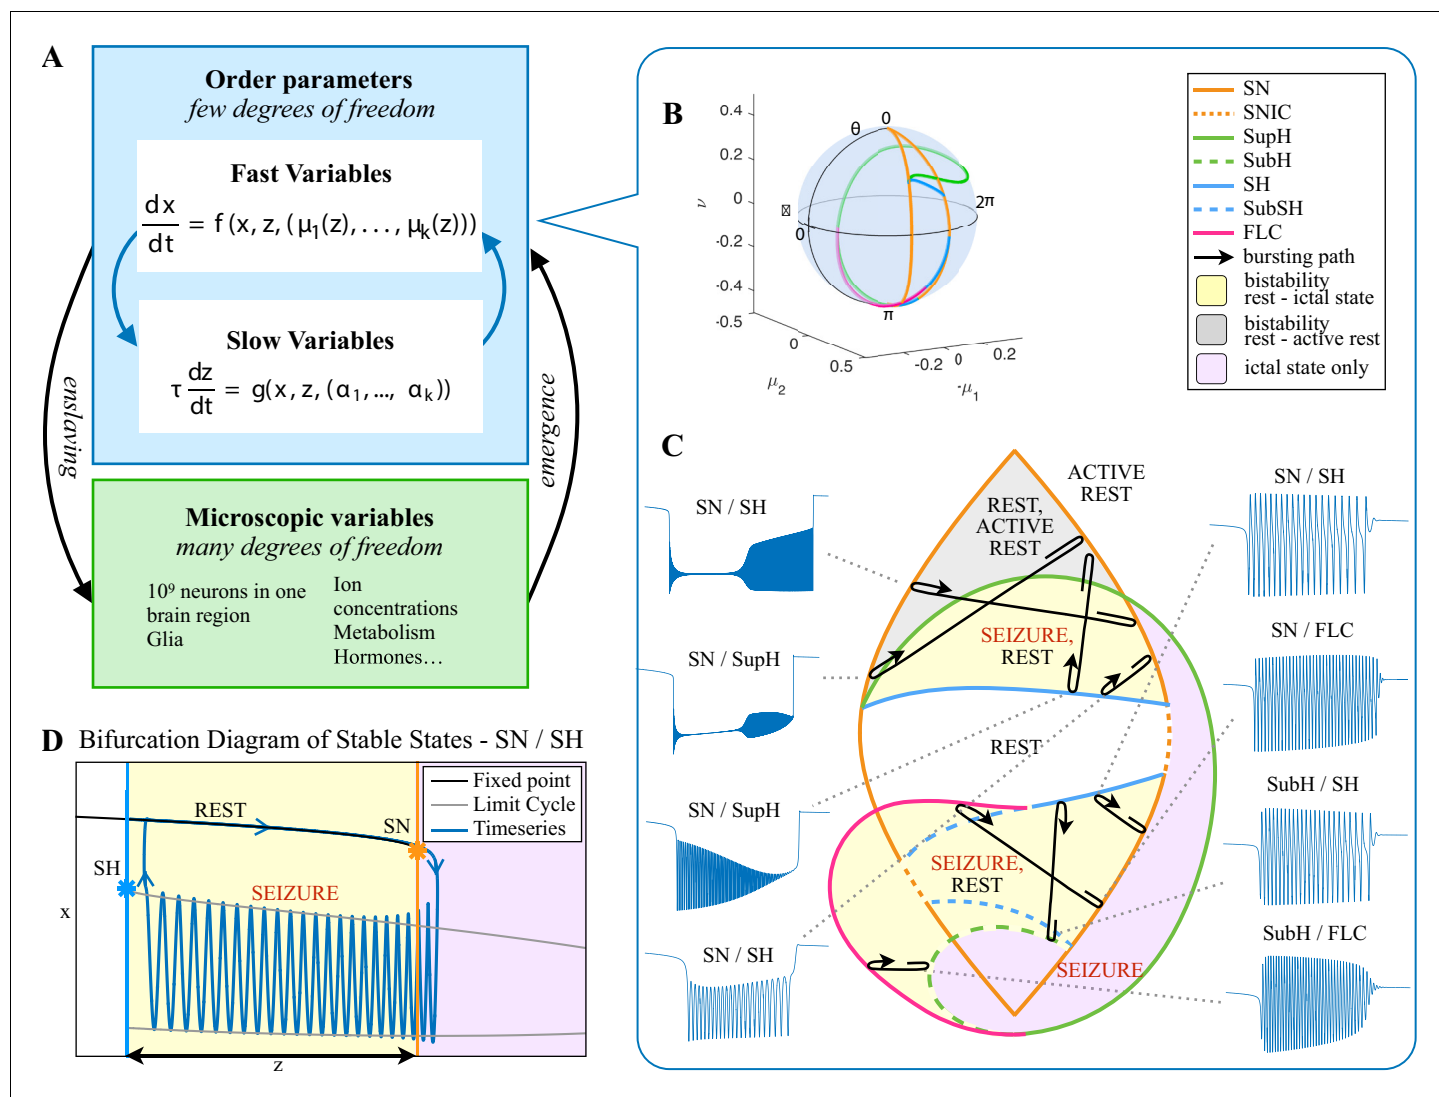 A
Order parameters
few degrees of freedom
Fast Variables
dx/dt = f(x, z, (μ1(z), . . . , μk(z)))
Slow Variables
τ dz/dt = g(x, z, (α1, ..., αk))
enslaving
emergence
Microscopic variables
many degrees of freedom
10⁹ neurons in one
brain region
Glia
Ion
concentrations
Metabolism
Hormones…
B
0.4
0.2
0
-0.2
-0.4
-0.5
ν
θ
0
0
2π
π
0
0.5
μ2
-0.2
0
0.2
-μ1
SN
SNIC
SupH
SubH
SH
SubSH
FLC
bursting path
bistability
rest - ictal state
bistability
rest - active rest
ictal state only
C
SN / SH
SN / SupH
SN / SupH
SN / SH
ACTIVE
REST
REST,
ACTIVE
REST
SEIZURE,
REST
REST
SEIZURE,
REST
SEIZURE
SN / SH
SN / FLC
SubH / SH
SubH / FLC
D Bifurcation Diagram of Stable States - SN / SH
Fixed point
Limit Cycle
Timeseries
REST
SN
SH
SEIZURE
x
z